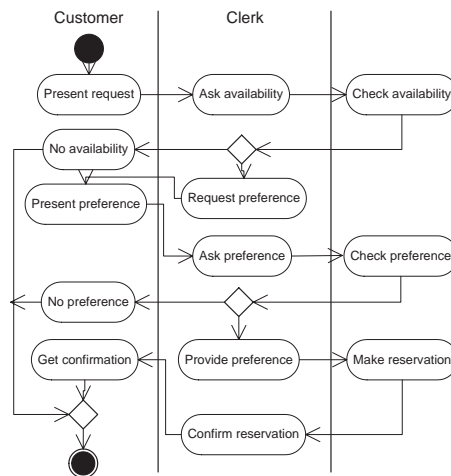 Customer
Clerk
Present request
Ask availability
Check availability
No availability
Present preference
Request preference
Ask preference
Check preference
No preference
Get confirmation
Provide preference
Make reservation
Confirm reservation